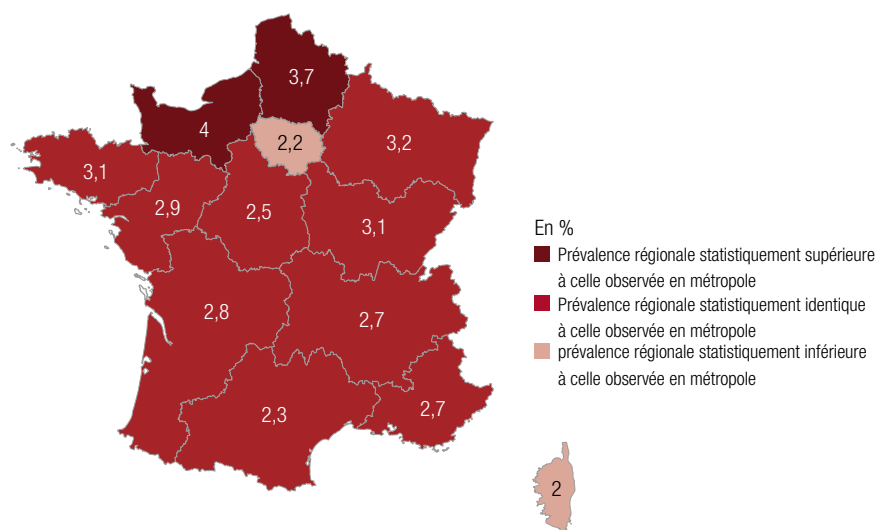 3,7
4
2,2
3,2
3,1
2,9
2,5
3,1
2,8
2,7
2,3
2,7
2
En %
Prévalence régionale statistiquement supérieure
à celle observée en métropole
Prévalence régionale statistiquement identique
à celle observée en métropole
prévalence régionale statistiquement inférieure
à celle observée en métropole